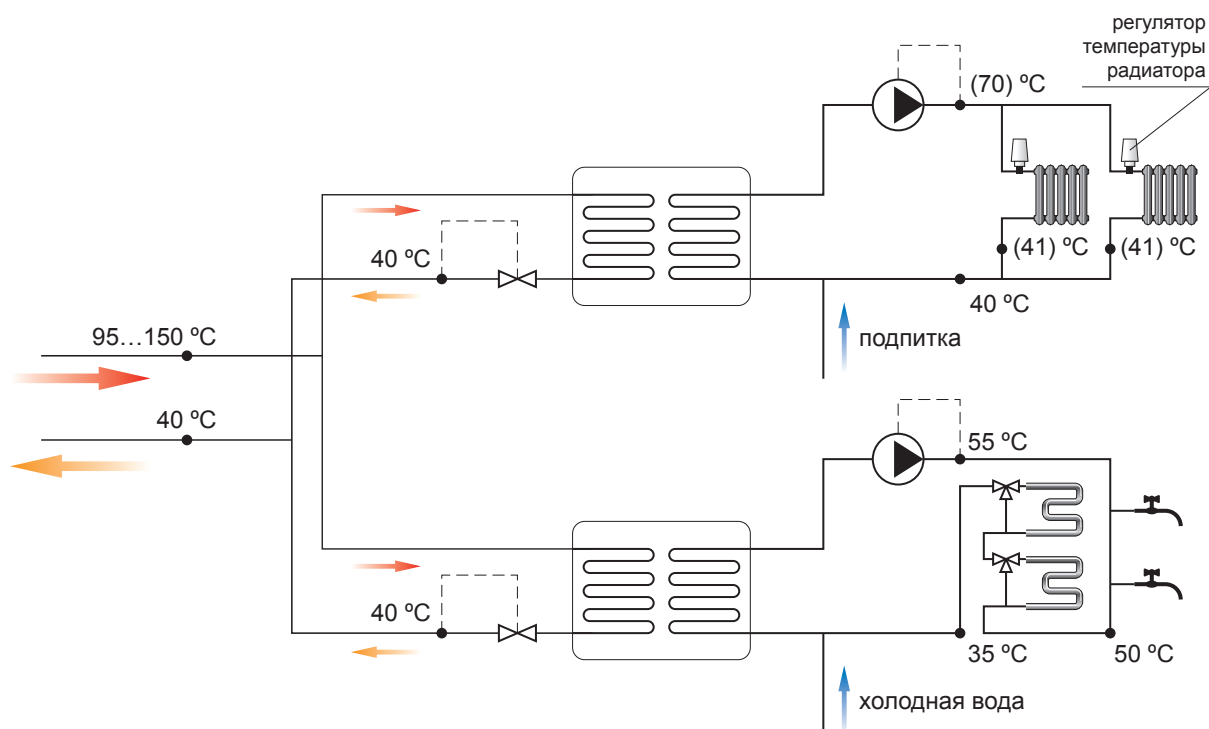 регулятор
температуры
радиатора
(70) ºC
40 ºC
(41) ºC
(41) ºC
40 ºC
подпитка
95...150 ºC
40 ºC
55 ºC
40 ºC
35 ºC
50 ºC
холодная вода